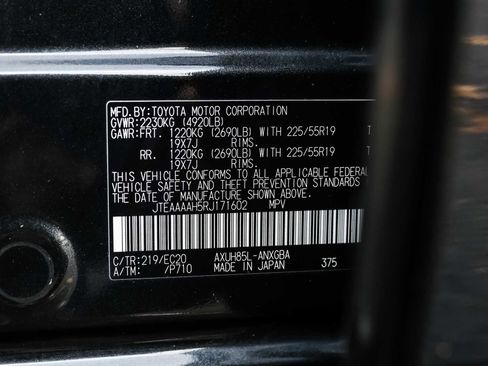 MFD.BY:TOYOTA MOTOR CORPORATION
GVWR:2230KG (4920LB)
GAWR:FRT. 1220KG (2690LB) WITH 225/55R19 T
19X7J RIMS.
RR. 1220KG (2690LB) WITH 225/55R19 T
19X7J RIMS.
THIS VEHICLE CONFORMS TO ALL APPLICABLE FEDERAL
VEHICLE SAFETY AND THEFT PREVENTION STANDARDS
THE DATE OF MANUFACTURE SHOWN ABOVE.
JTEAAAAH5RJ171602 MPV
C/TR:219/EC20 AXUH85L-ANXGBA
A/TM: /P710 MADE IN JAPAN 375